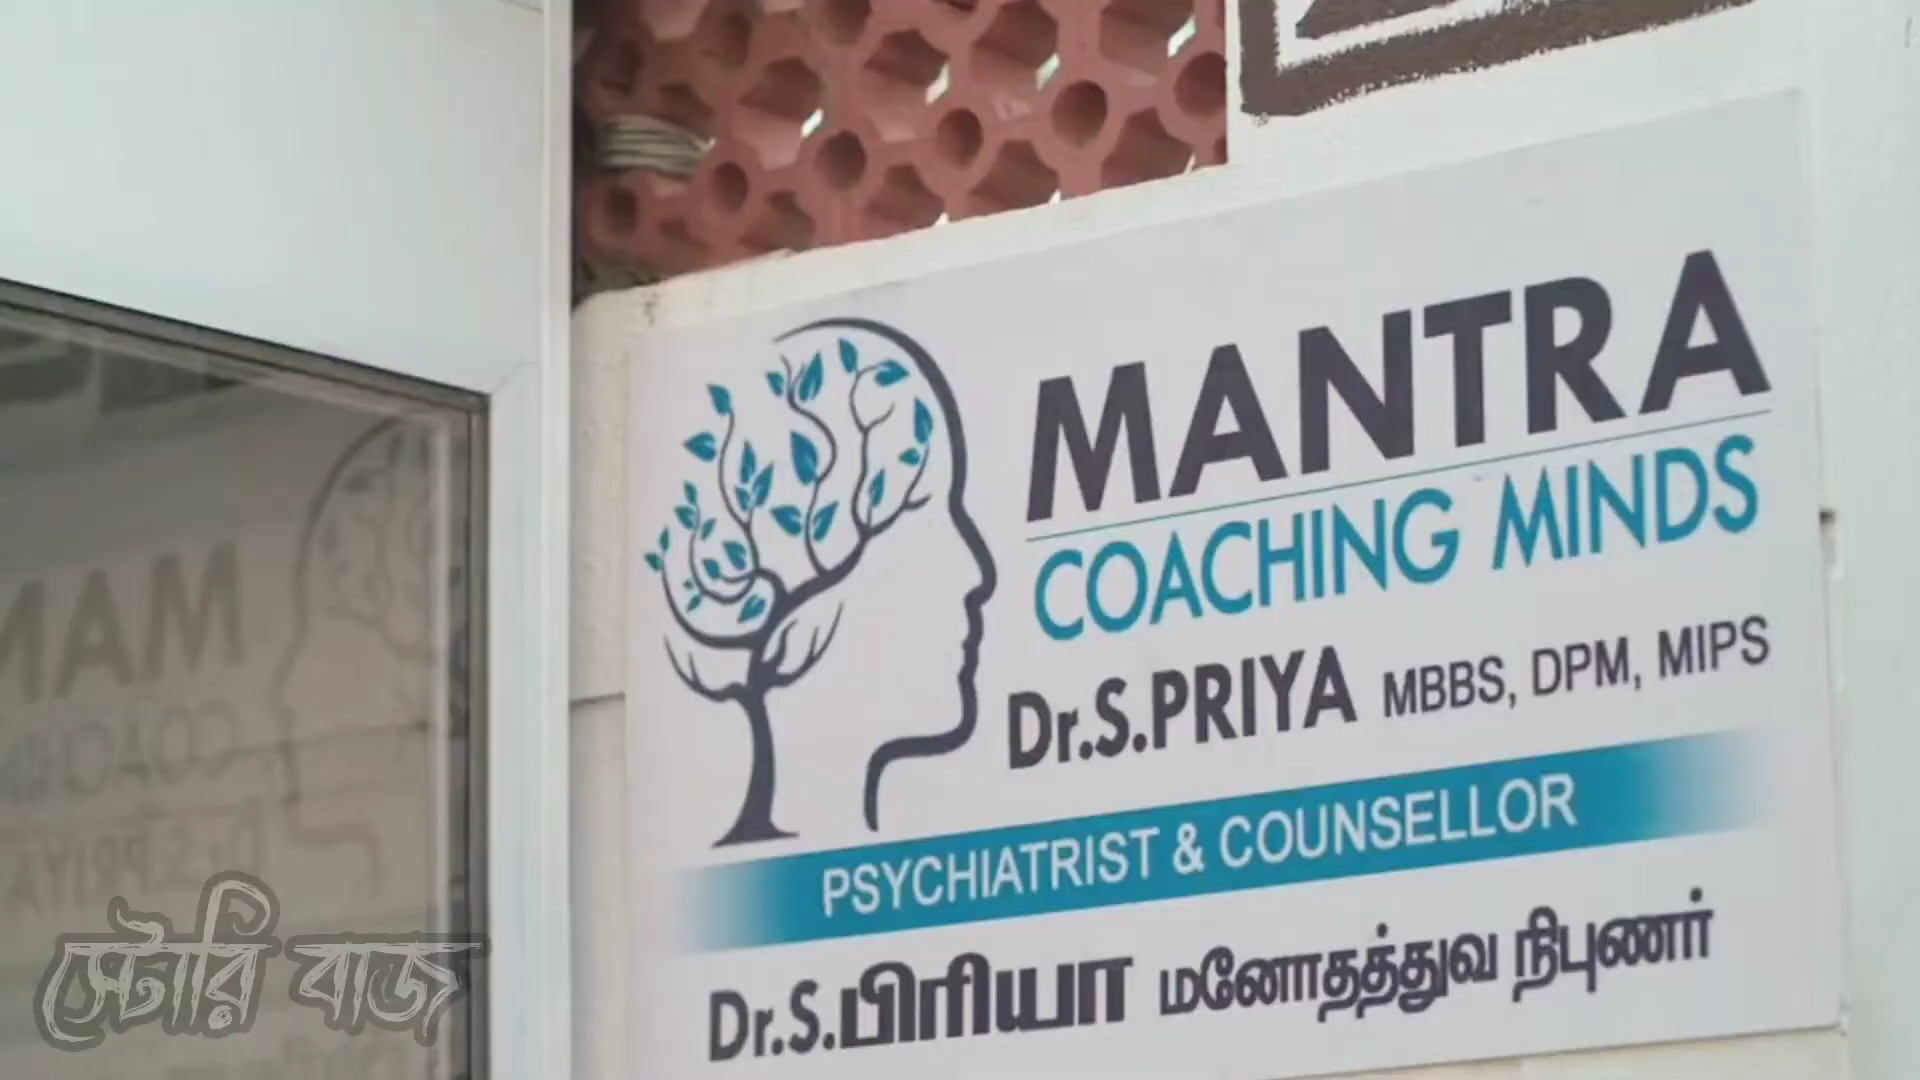 MANTRA
COACHING MINDS
Dr.S.PRIYA MBBS, DPM, MIPS
PSYCHIATRIST & COUNSELLOR
Dr.S.பிரியா மனோதத்துவ நிபுணர்
স্টোরি বাজ